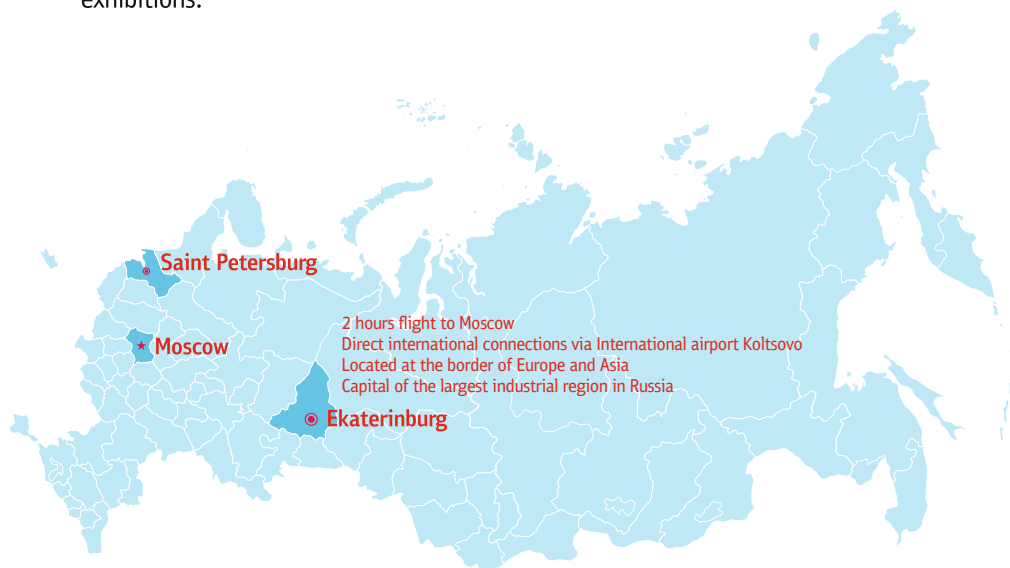 exhibitions.
Saint Petersburg
2 hours flight to Moscow
Direct international connections via International airport Koltsovo
Moscow
Located at the border of Europe and Asia
Capital of the largest industrial region in Russia
Ekaterinburg